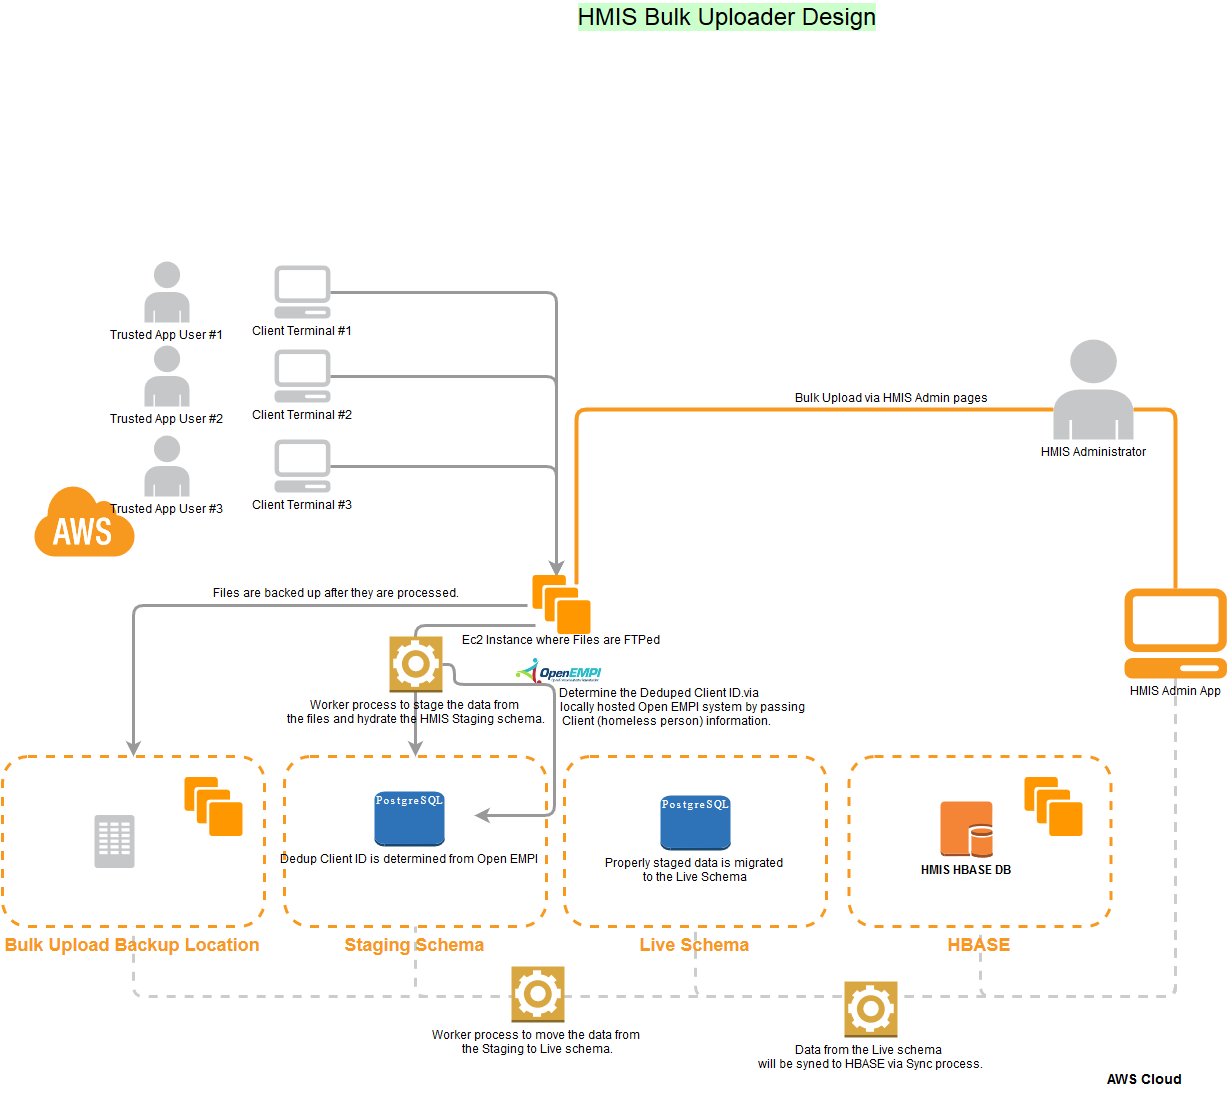 HMIS Bulk Uploader Design
Trusted App User #1
Client Terminal #1
Trusted App User #2
Client Terminal #2
Trusted App User #3
Client Terminal #3
AWS
Bulk Upload via HMIS Admin pages
HMIS Administrator
HMIS Admin App
Files are backed up after they are processed.
Ec2 Instance where Files are FTPed
OpenEMPI
Determine the Deduped Client ID.via
locally hosted Open EMPI system by passing
Client (homeless person) information.
Worker process to stage the data from
the files and hydrate the HMIS Staging schema.
PostgreSQL
Dedup Client ID is determined from Open EMPI
PostgreSQL
Properly staged data is migrated
to the Live Schema
HMIS HBASE DB
Bulk Upload Backup Location
Staging Schema
Live Schema
HBASE
Worker process to move the data from
the Staging to Live schema.
Data from the Live schema
will be syned to HBASE via Sync process.
AWS Cloud